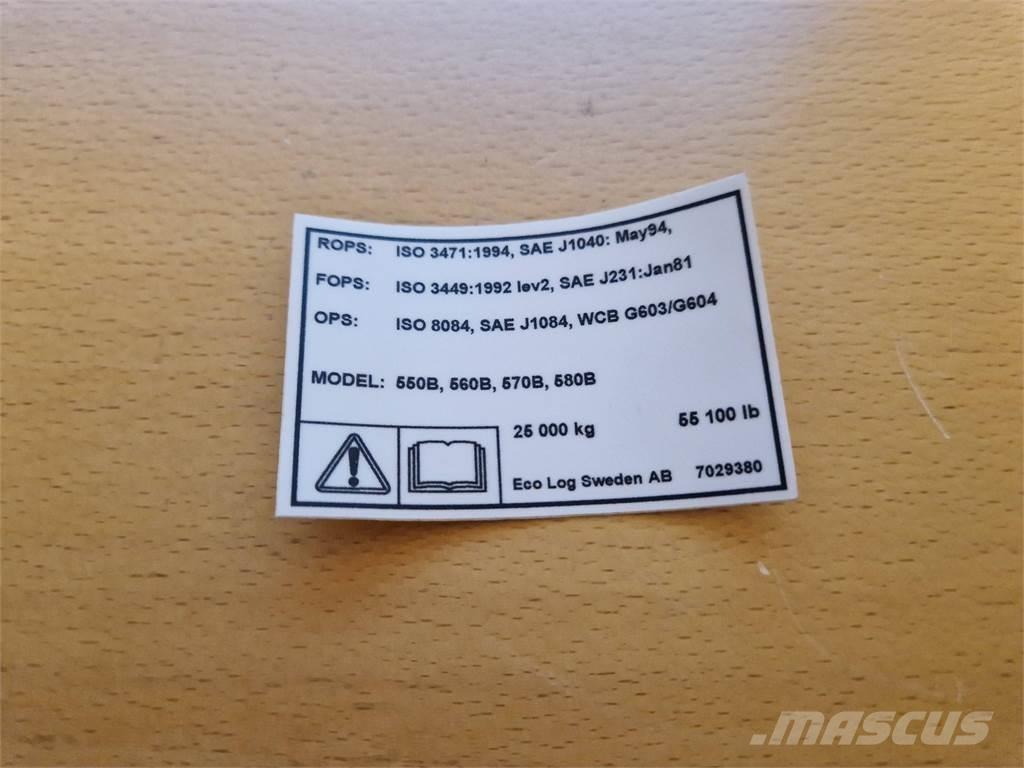 ROPS: ISO 3471:1994, SAE J1040: May94,
FOPS: ISO 3449:1992 lev2, SAE J231:Jan81
OPS: ISO 8084, SAE J1084, WCB G603/G604
MODEL: 550B, 560B, 570B, 580B
25 000 kg 55 100 lb
Eco Log Sweden AB 7029380
MASCUS